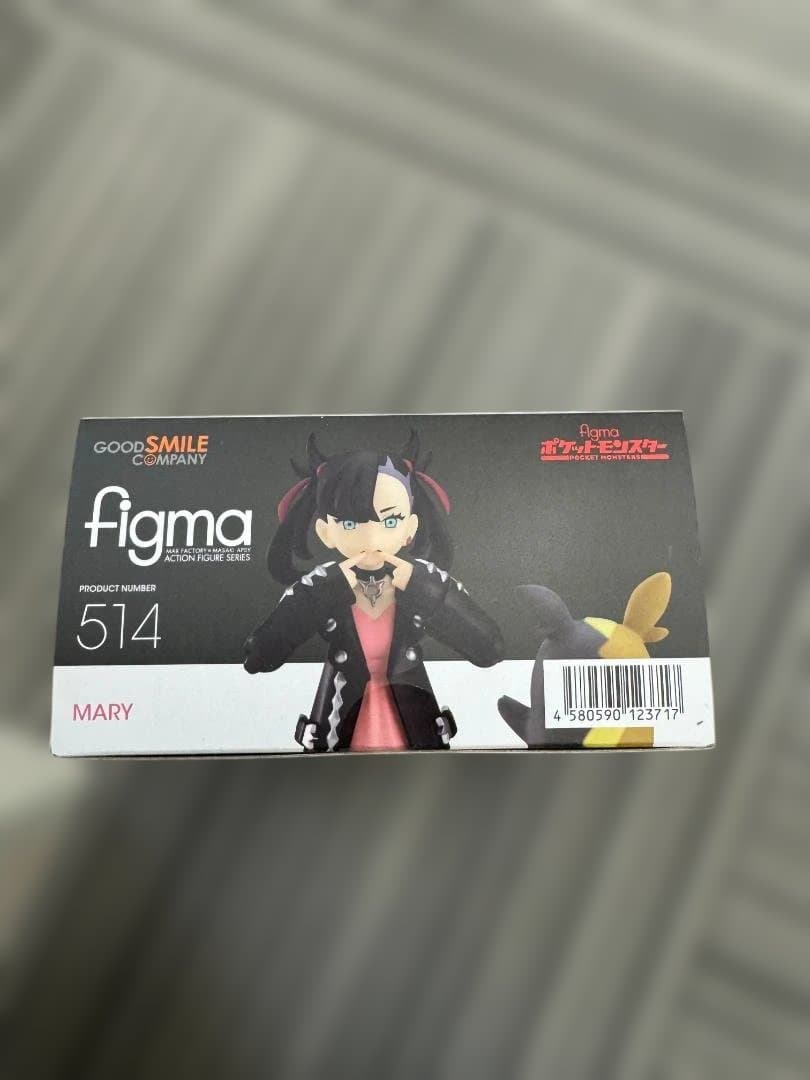 GOOD SMILE
COMPANY
figma
MAX FACTORY × MASAKI APSY
ACTION FIGURE SERIES
PRODUCT NUMBER
514
MARY
figma
ポケットモンスター
POCKET MONSTERS
4 580590 123717